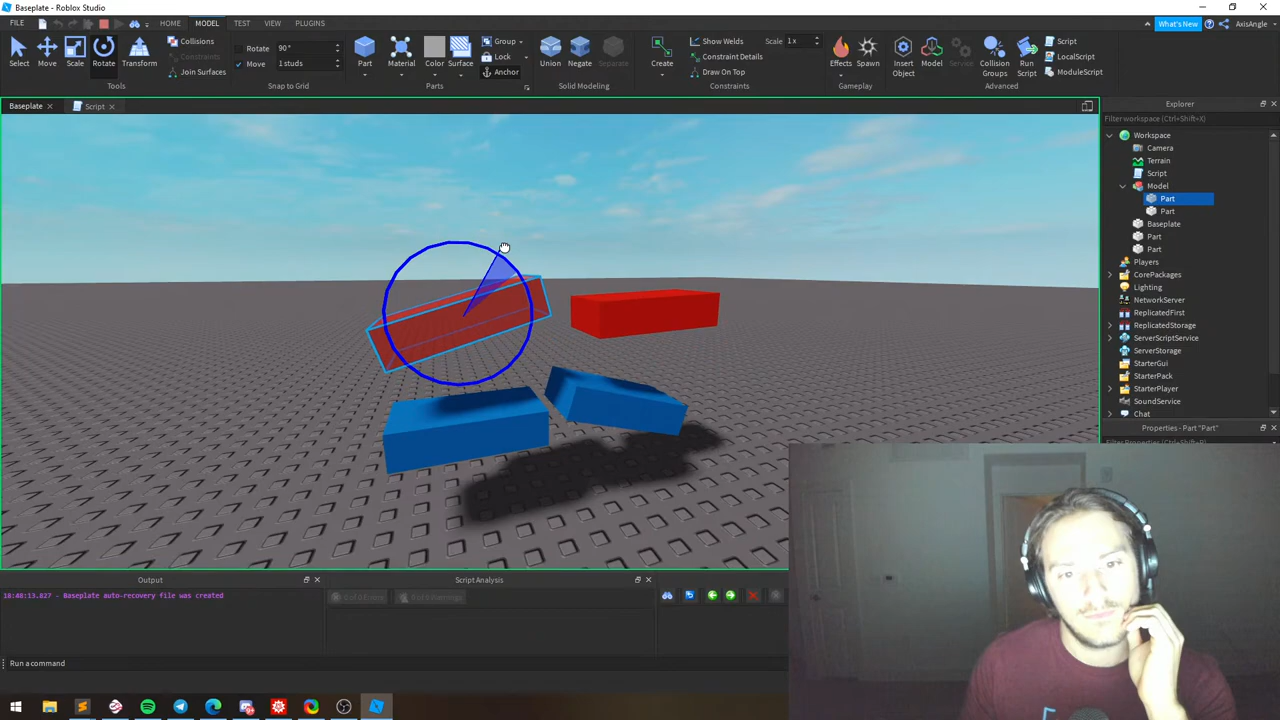 Baseplate - Roblox Studio
FILE HOME MODEL TEST VIEW PLUGINS What's New AxisAngle
Select Move Scale Rotate Transform
Collisions
Constraints
Join Surfaces
Tools
Rotate 90°
Move 1 studs
Snap to Grid
Part Material Color Surface
Group
Lock
Anchor
Parts
Union Negate Separate
Solid Modeling
Create
Show Welds Scale 1 x
Constraint Details
Draw On Top
Constraints
Effects Spawn
Gameplay
Insert Object Model Service Collision Groups Run Script
Script
LocalScript
ModuleScript
Advanced
Baseplate Script
Explorer
Filter workspace (Ctrl+Shift+X)
Workspace
Camera
Terrain
Script
Model
Part
Part
Baseplate
Part
Part
Players
CorePackages
Lighting
NetworkServer
ReplicatedFirst
ReplicatedStorage
ServerScriptService
ServerStorage
StarterGui
StarterPack
StarterPlayer
SoundService
Chat
Properties - Part "Part"
Output
18:48:13.827 - Baseplate auto-recovery file was created
Script Analysis
Run a command